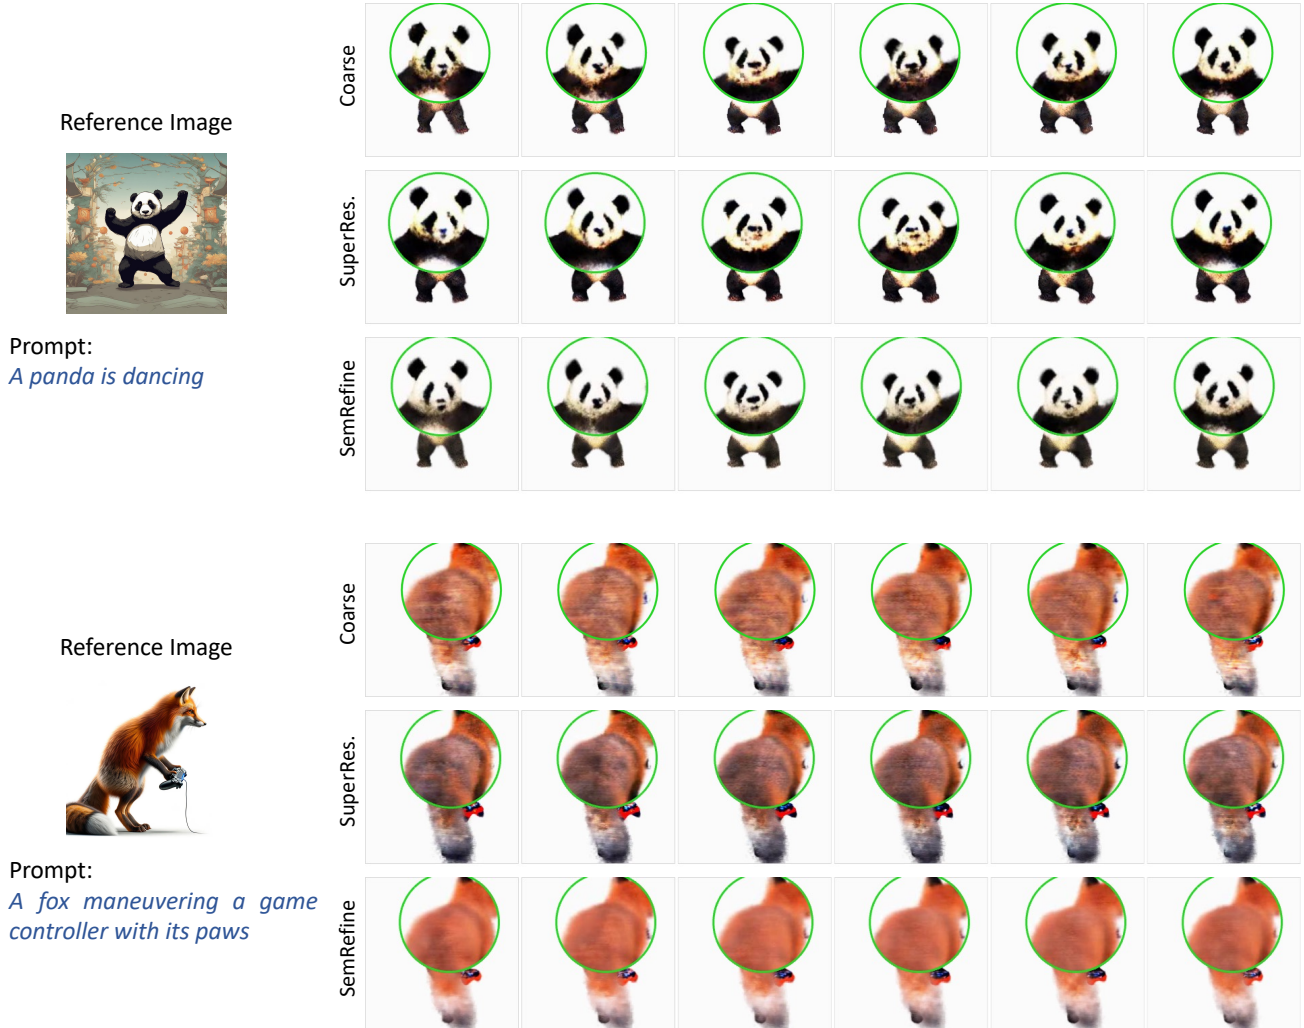 Reference Image
Prompt:
A panda is dancing
Coarse
SuperRes.
SemRefine
Reference Image
Prompt:
A fox maneuvering a game
controller with its paws
Coarse
SuperRes.
SemRefine